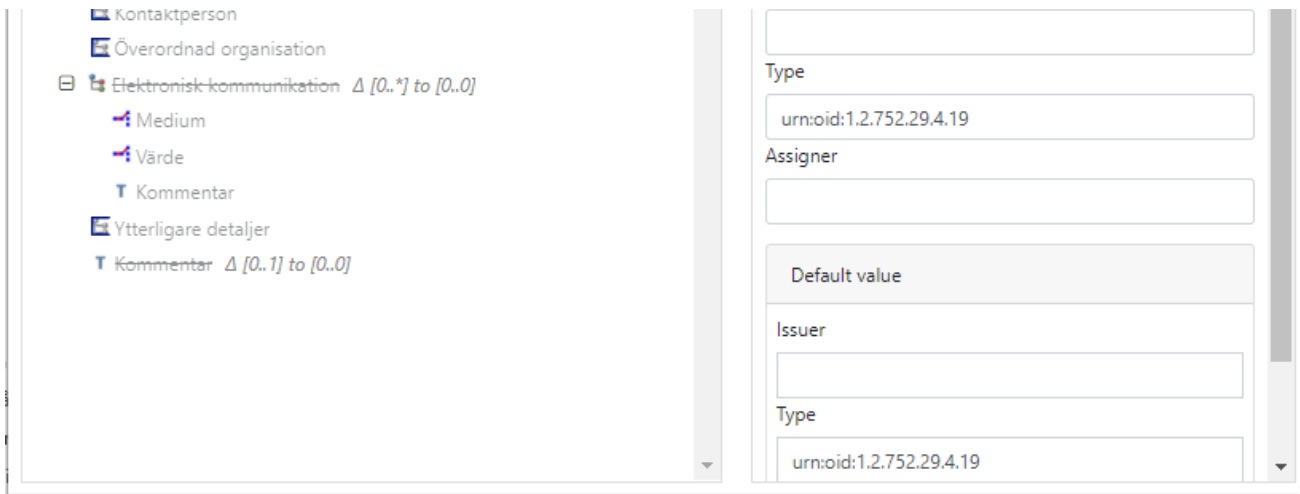 Kontaktperson
Överordnad organisation
Elektronisk kommunikation Δ [0..*] to [0..0]
Medium
Värde
T Kommentar
Ytterligare detaljer
T Kommentar Δ [0..1] to [0..0]
Type
urn:oid:1.2.752.29.4.19
Assigner
Default value
Issuer
Type
urn:oid:1.2.752.29.4.19